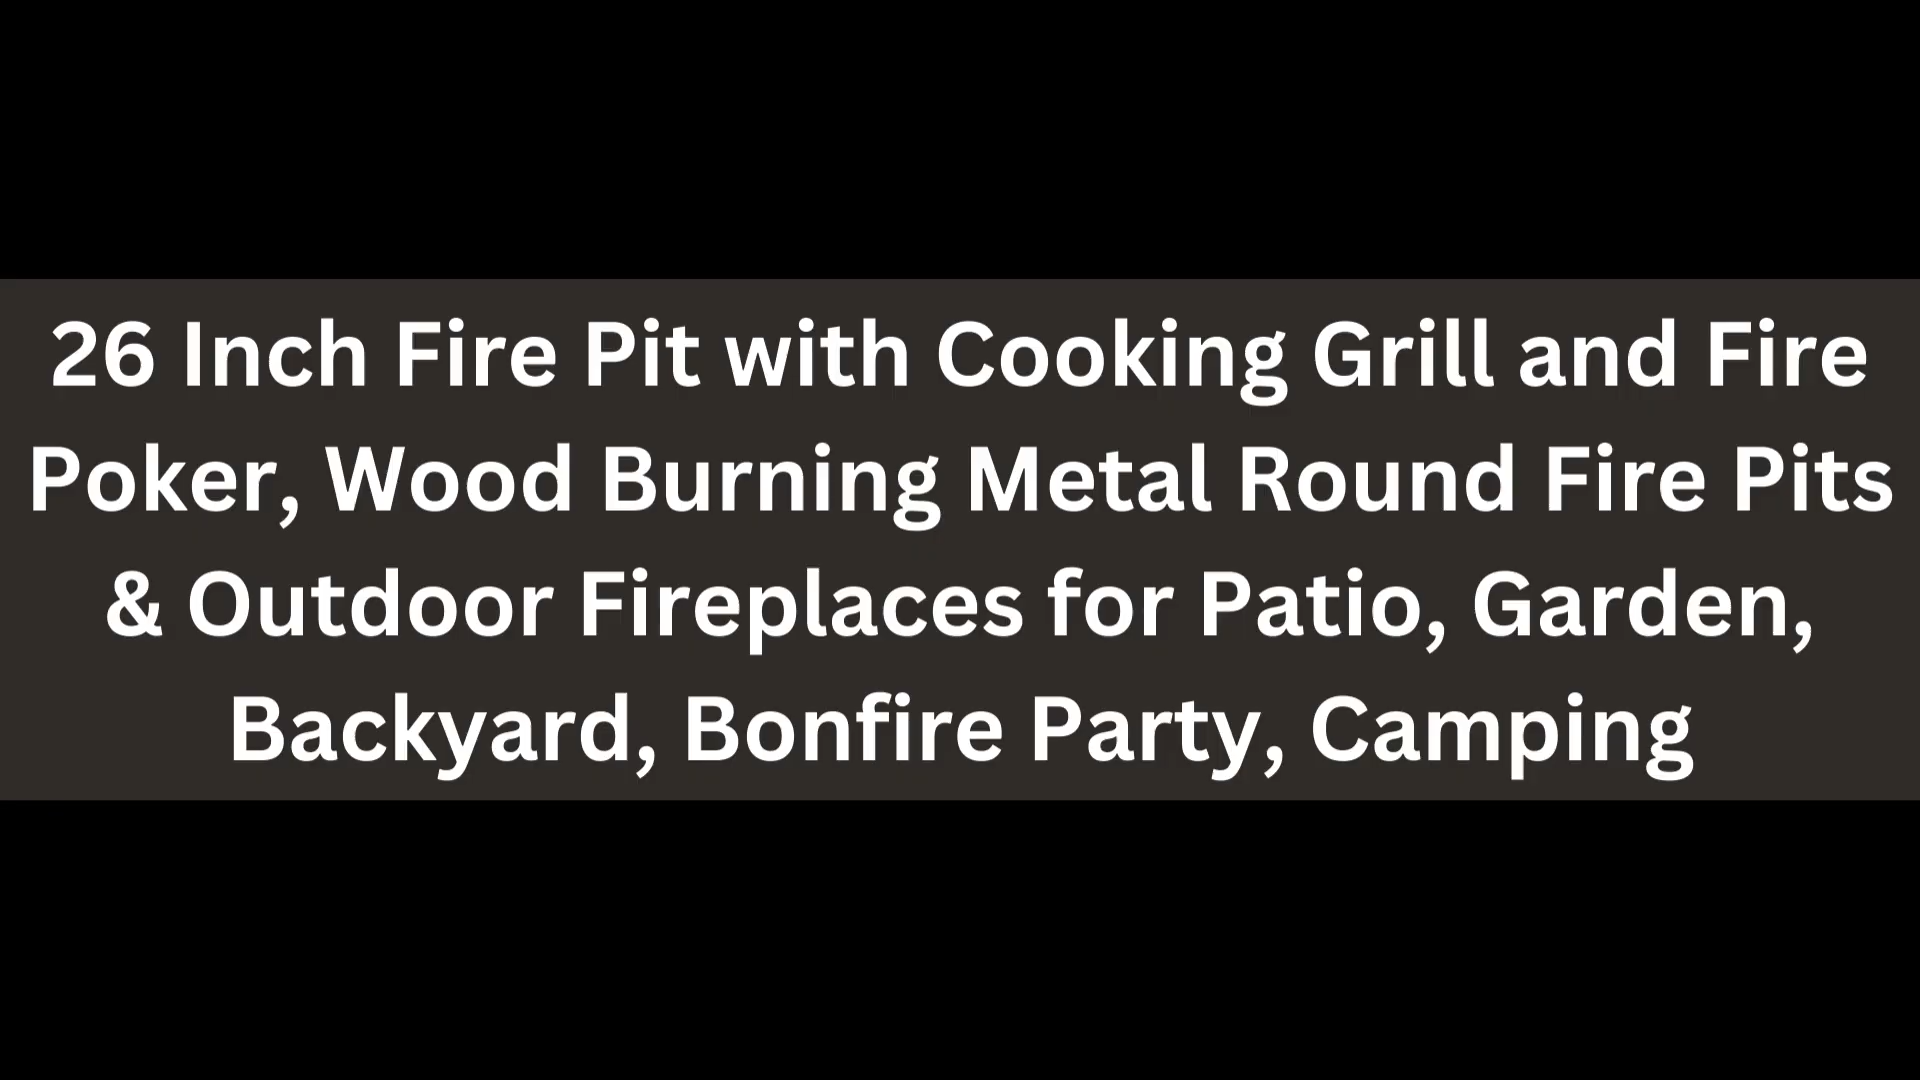 26 Inch Fire Pit with Cooking Grill and Fire
Poker, Wood Burning Metal Round Fire Pits
& Outdoor Fireplaces for Patio, Garden,
Backyard, Bonfire Party, Camping